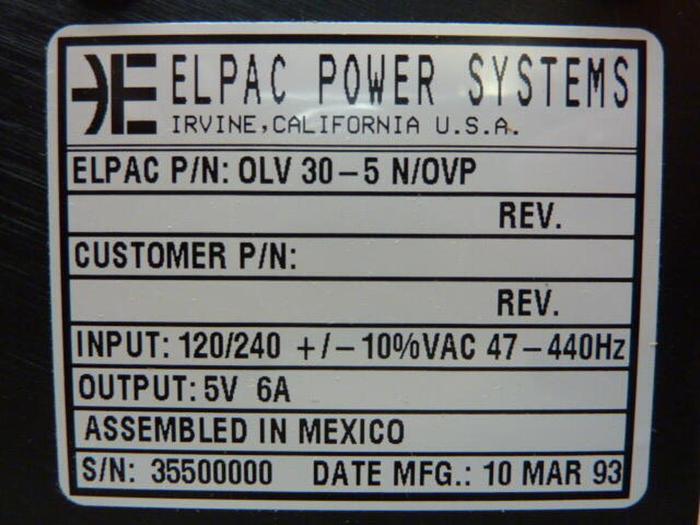 ELPAC POWER SYSTEMS
IRVINE, CALIFORNIA U.S.A.
ELPAC P/N: OLV 30-5 N/OVP
REV.
CUSTOMER P/N:
REV.
INPUT: 120/240 +/-10%VAC 47-440Hz
OUTPUT: 5V 6A
ASSEMBLED IN MEXICO
S/N: 35500000 DATE MFG.: 10 MAR 93